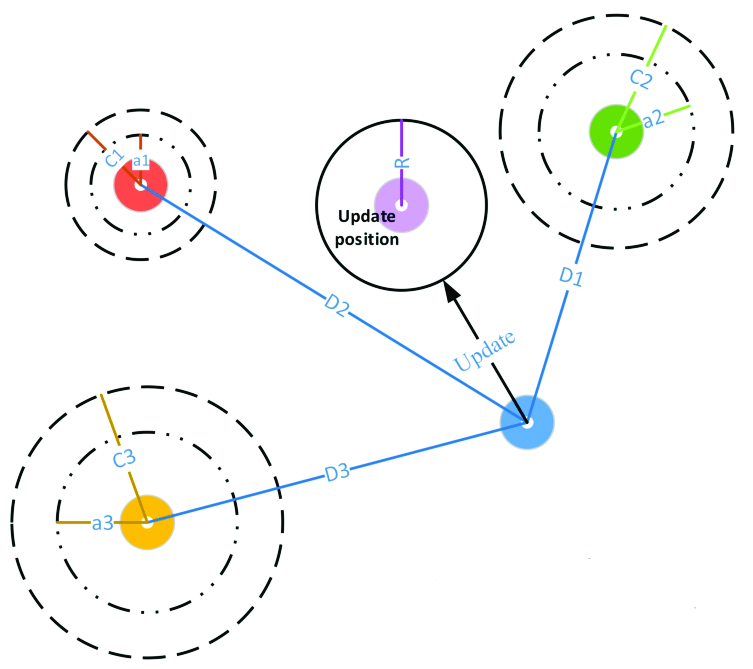 C2
a2
C1
a1
R
Update
position
D1
D2
Update
C3
D3
a3